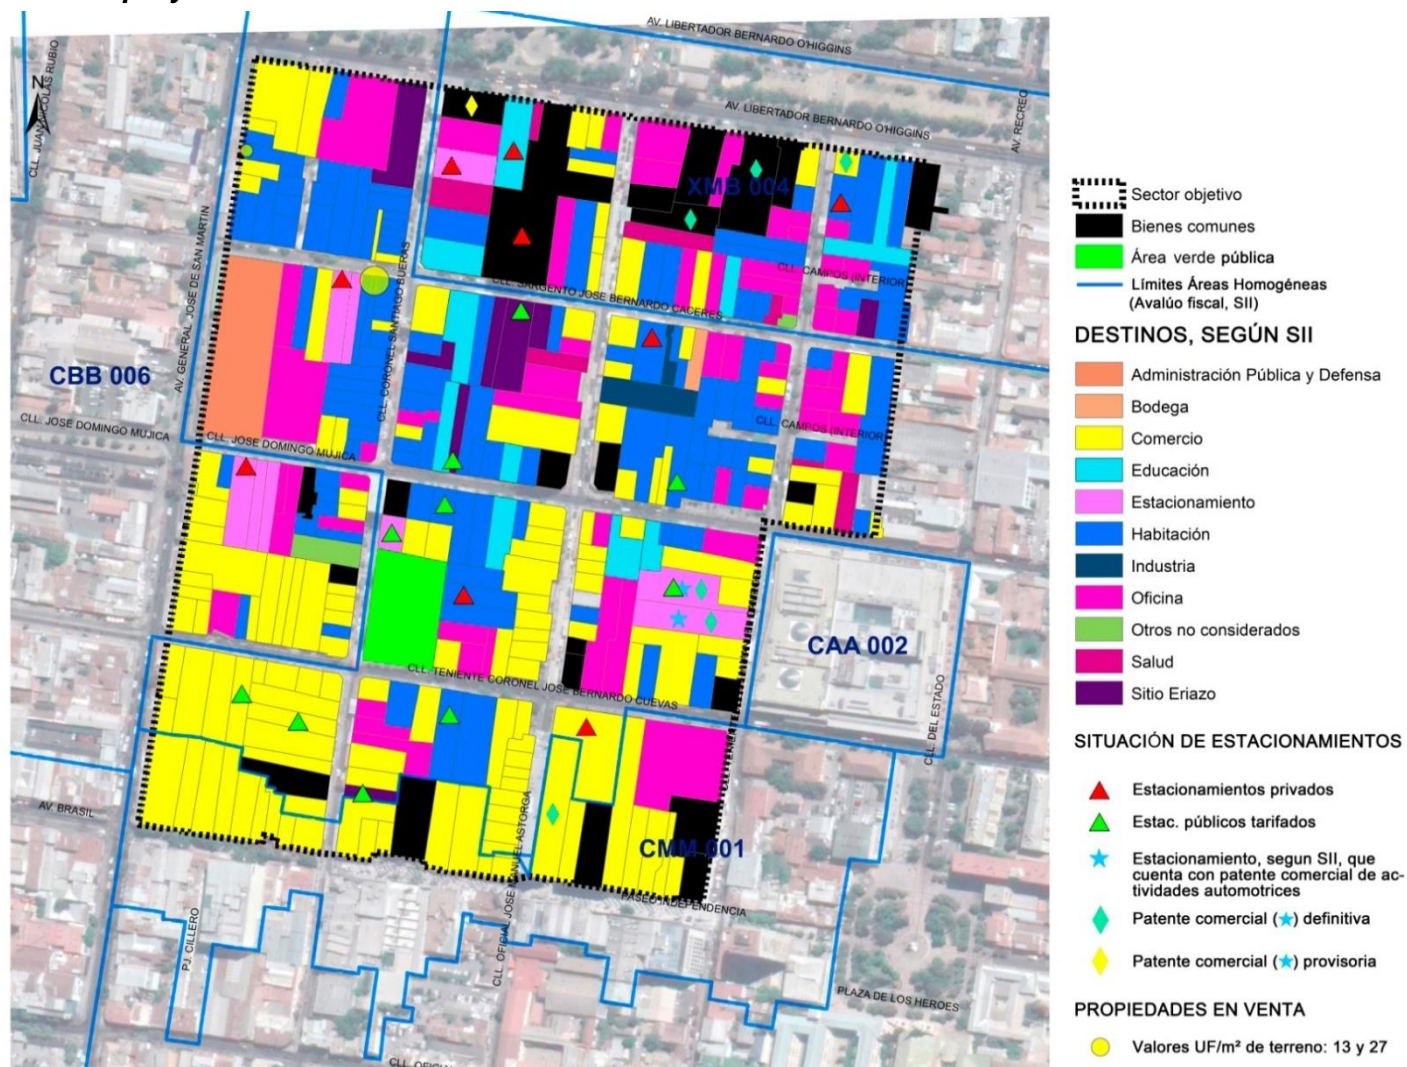 AV. LIBERTADOR BERNARDO O'HIGGINS
AV. LIBERTADOR BERNARDO O'HIGGINS
AV. RECREO
CLL. JUAN NICOLAS RUBIO
N
XMB 004
AV. GENERAL JOSE DE SAN MARTIN
CLL. CORONEL SANTIAGO BUERAS
CLL. CAMPOS (INTERIOR)
CLL. SARGENTO JOSE BERNARDO CACERES
CBB 006
CLL. JOSE DOMINGO MUJICA
CLL. JOSE DOMINGO MUJICA
CLL. CAMPOS (INTERIOR)
CAA 002
CLL. TENIENTE CORONEL JOSE BERNARDO CUEVAS
CLL. DEL ESTADO
AV. BRASIL
CLL. OFICIAL JOSE MANUEL ASTORGA
CMM 001
PASEO INDEPENDENCIA
PJ. CILLERO
PLAZA DE LOS HEROES
CLL. OFICIAL
Sector objetivo
Bienes comunes
Área verde pública
Límites Áreas Homogéneas
(Avalúo fiscal, SII)
DESTINOS, SEGÚN SII
Administración Pública y Defensa
Bodega
Comercio
Educación
Estacionamiento
Habitación
Industria
Oficina
Otros no considerados
Salud
Sitio Eriazo
SITUACIÓN DE ESTACIONAMIENTOS
Estacionamientos privados
Estac. públicos tarifados
Estacionamiento, segun SII, que
cuenta con patente comercial de ac-
tividades automotrices
Patente comercial (★) definitiva
Patente comercial (★) provisoria
PROPIEDADES EN VENTA
Valores UF/m² de terreno: 13 y 27